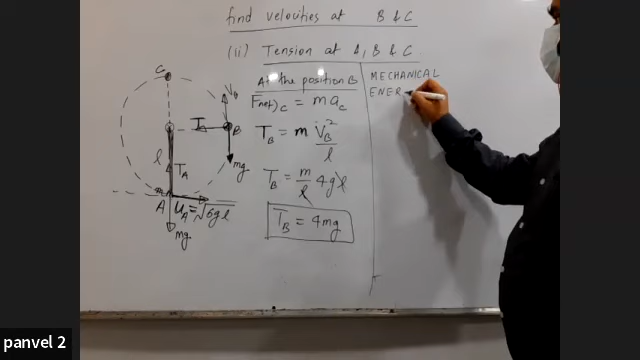 find velocities at B & C
(ii) Tension at A, B & C
At the position B
Fnet)c = mac
TB = m VB²/l
TB = m/l 4gl
TB = 4mg
MECHANICAL
ENER
C
VB
T
B
mg
l
TA
m
A
uA = √6gl
mg
panvel 2